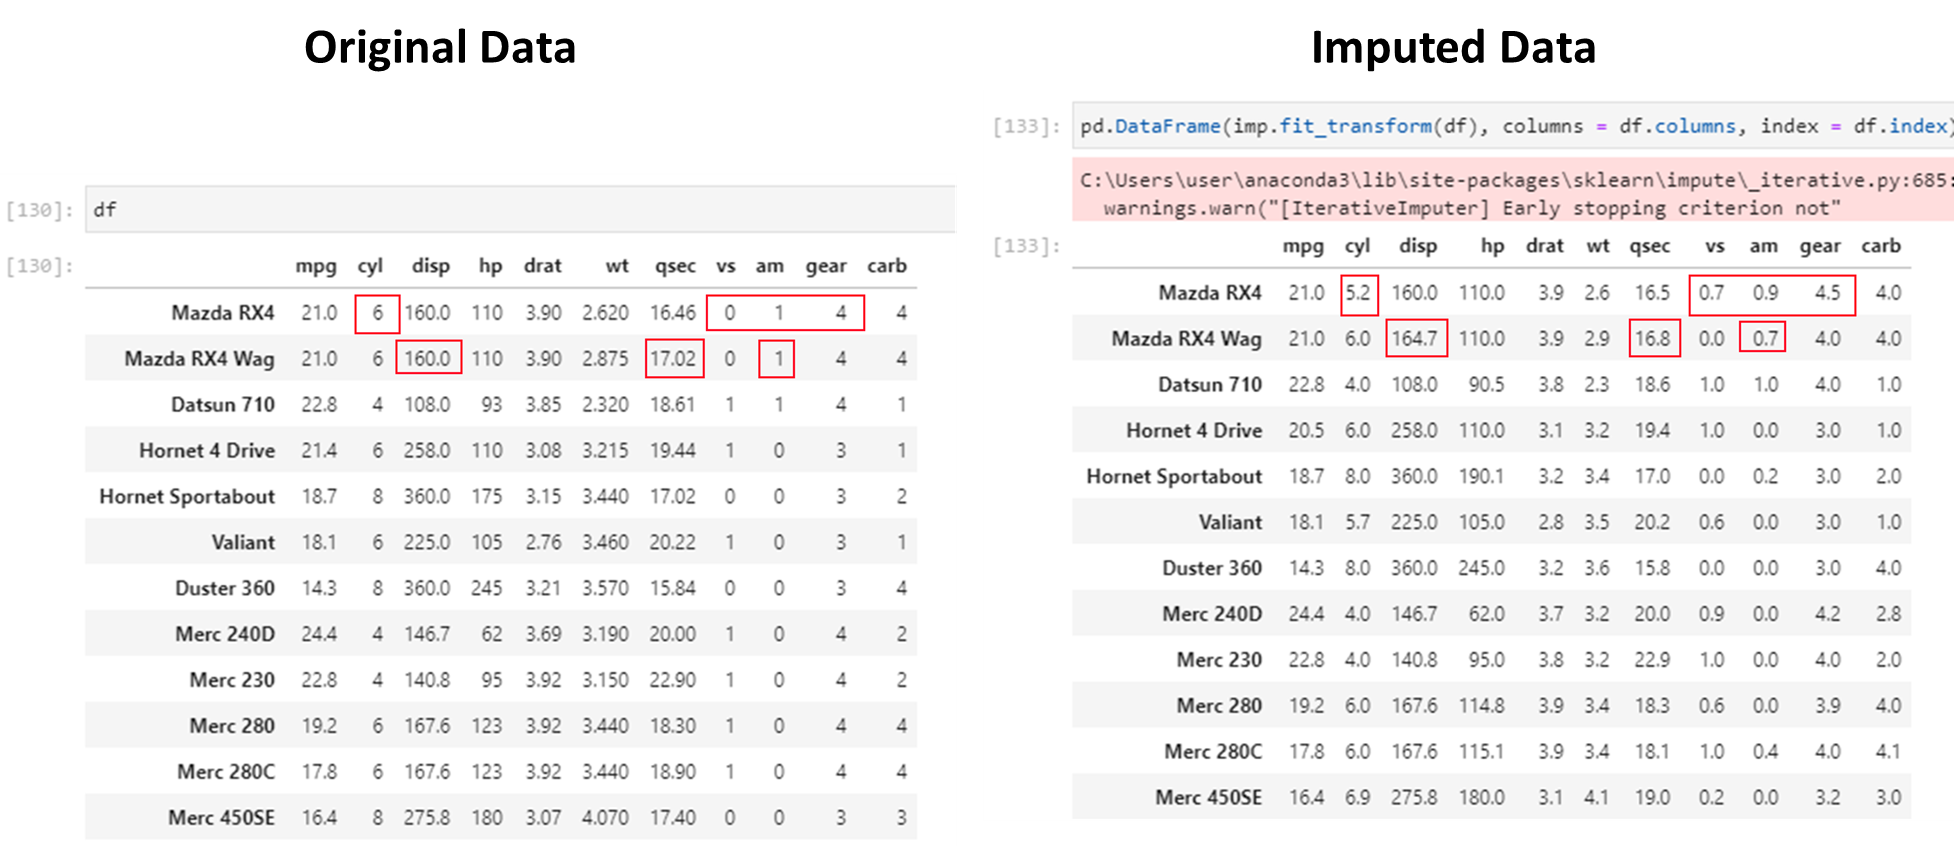 Original Data
[130]: df
[130]: mpg cyl disp hp drat wt qsec vs am gear carb
Mazda RX4 21.0 6 160.0 110 3.90 2.620 16.46 0 1 4 4
Mazda RX4 Wag 21.0 6 160.0 110 3.90 2.875 17.02 0 1 4 4
Datsun 710 22.8 4 108.0 93 3.85 2.320 18.61 1 1 4 1
Hornet 4 Drive 21.4 6 258.0 110 3.08 3.215 19.44 1 0 3 1
Hornet Sportabout 18.7 8 360.0 175 3.15 3.440 17.02 0 0 3 2
Valiant 18.1 6 225.0 105 2.76 3.460 20.22 1 0 3 1
Duster 360 14.3 8 360.0 245 3.21 3.570 15.84 0 0 3 4
Merc 240D 24.4 4 146.7 62 3.69 3.190 20.00 1 0 4 2
Merc 230 22.8 4 140.8 95 3.92 3.150 22.90 1 0 4 2
Merc 280 19.2 6 167.6 123 3.92 3.440 18.30 1 0 4 4
Merc 280C 17.8 6 167.6 123 3.92 3.440 18.90 1 0 4 4
Merc 450SE 16.4 8 275.8 180 3.07 4.070 17.40 0 0 3 3
Imputed Data
[133]: pd.DataFrame(imp.fit_transform(df), columns = df.columns, index = df.index)
C:\Users\user\anaconda3\lib\site-packages\sklearn\impute\_iterative.py:685:
warnings.warn("[IterativeImputer] Early stopping criterion not"
[133]: mpg cyl disp hp drat wt qsec vs am gear carb
Mazda RX4 21.0 5.2 160.0 110.0 3.9 2.6 16.5 0.7 0.9 4.5 4.0
Mazda RX4 Wag 21.0 6.0 164.7 110.0 3.9 2.9 16.8 0.0 0.7 4.0 4.0
Datsun 710 22.8 4.0 108.0 90.5 3.8 2.3 18.6 1.0 1.0 4.0 1.0
Hornet 4 Drive 20.5 6.0 258.0 110.0 3.1 3.2 19.4 1.0 0.0 3.0 1.0
Hornet Sportabout 18.7 8.0 360.0 190.1 3.2 3.4 17.0 0.0 0.2 3.0 2.0
Valiant 18.1 5.7 225.0 105.0 2.8 3.5 20.2 0.6 0.0 3.0 1.0
Duster 360 14.3 8.0 360.0 245.0 3.2 3.6 15.8 0.0 0.0 3.0 4.0
Merc 240D 24.4 4.0 146.7 62.0 3.7 3.2 20.0 0.9 0.0 4.2 2.8
Merc 230 22.8 4.0 140.8 95.0 3.8 3.2 22.9 1.0 0.0 4.0 2.0
Merc 280 19.2 6.0 167.6 114.8 3.9 3.4 18.3 0.6 0.0 3.9 4.0
Merc 280C 17.8 6.0 167.6 115.1 3.9 3.4 18.1 1.0 0.4 4.0 4.1
Merc 450SE 16.4 6.9 275.8 180.0 3.1 4.1 19.0 0.2 0.0 3.2 3.0